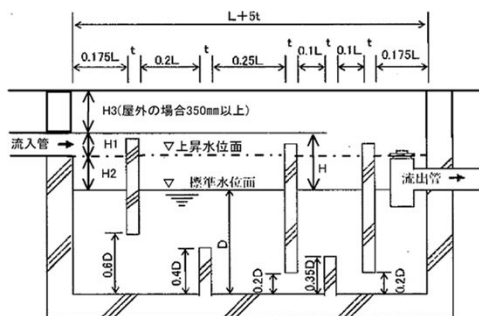 L+5t
0.175L t 0.2L t 0.25L t 0.1L t 0.1L t 0.175L
H3(屋外の場合350mm以上)
流入管 H1 上昇水位面 H
H2 標準水位面 流出管
D
0.6D 0.4D 0.2D 0.35D 0.2D